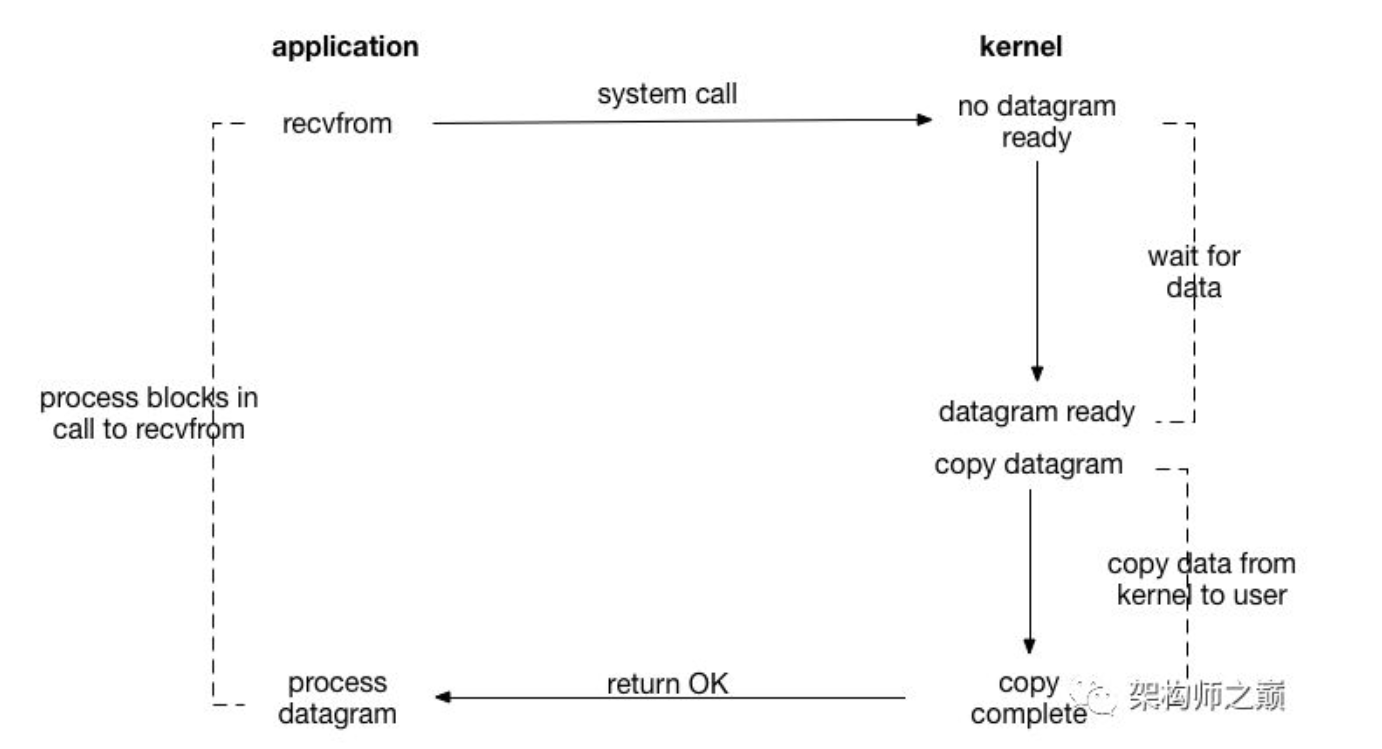 application
kernel
system call
recvfrom
no datagram
ready
wait for
data
process blocks in
call to recvfrom
datagram ready
copy datagram
copy data from
kernel to user
process
datagram
return OK
copy
complete
架构师之巅